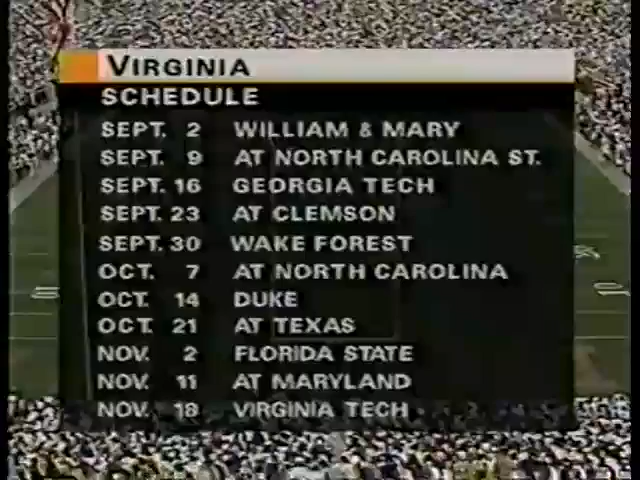 VIRGINIA
SCHEDULE
SEPT. 2 WILLIAM & MARY
SEPT. 9 AT NORTH CAROLINA ST.
SEPT. 16 GEORGIA TECH
SEPT. 23 AT CLEMSON
SEPT. 30 WAKE FOREST
OCT. 7 AT NORTH CAROLINA
OCT. 14 DUKE
OCT. 21 AT TEXAS
NOV. 2 FLORIDA STATE
NOV. 11 AT MARYLAND
NOV. 18 VIRGINIA TECH